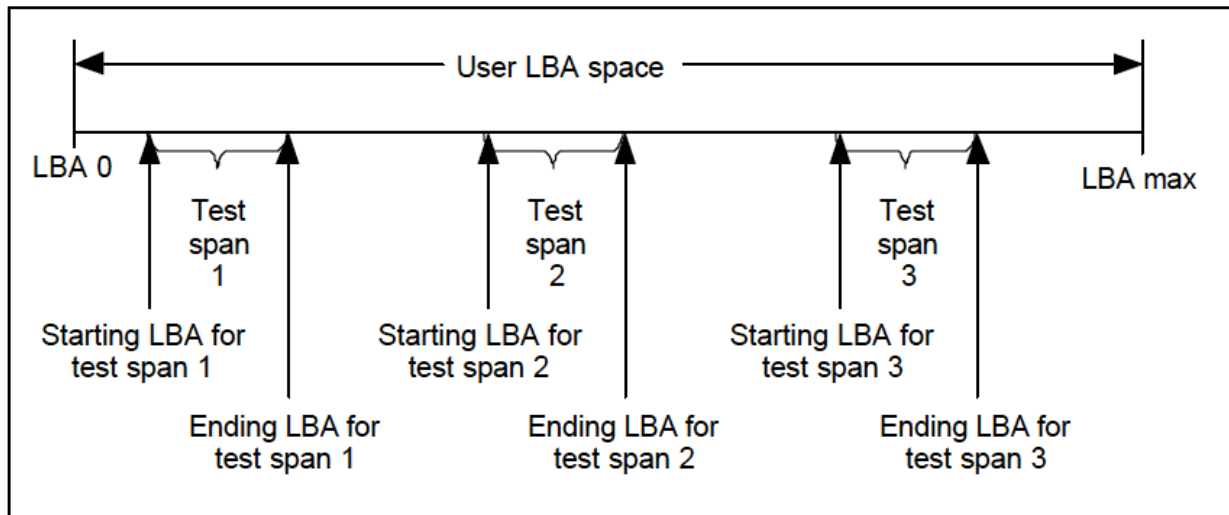 User LBA space
LBA 0
LBA max
Test
span
1
Test
span
2
Test
span
3
Starting LBA for
test span 1
Starting LBA for
test span 2
Starting LBA for
test span 3
Ending LBA for
test span 1
Ending LBA for
test span 2
Ending LBA for
test span 3